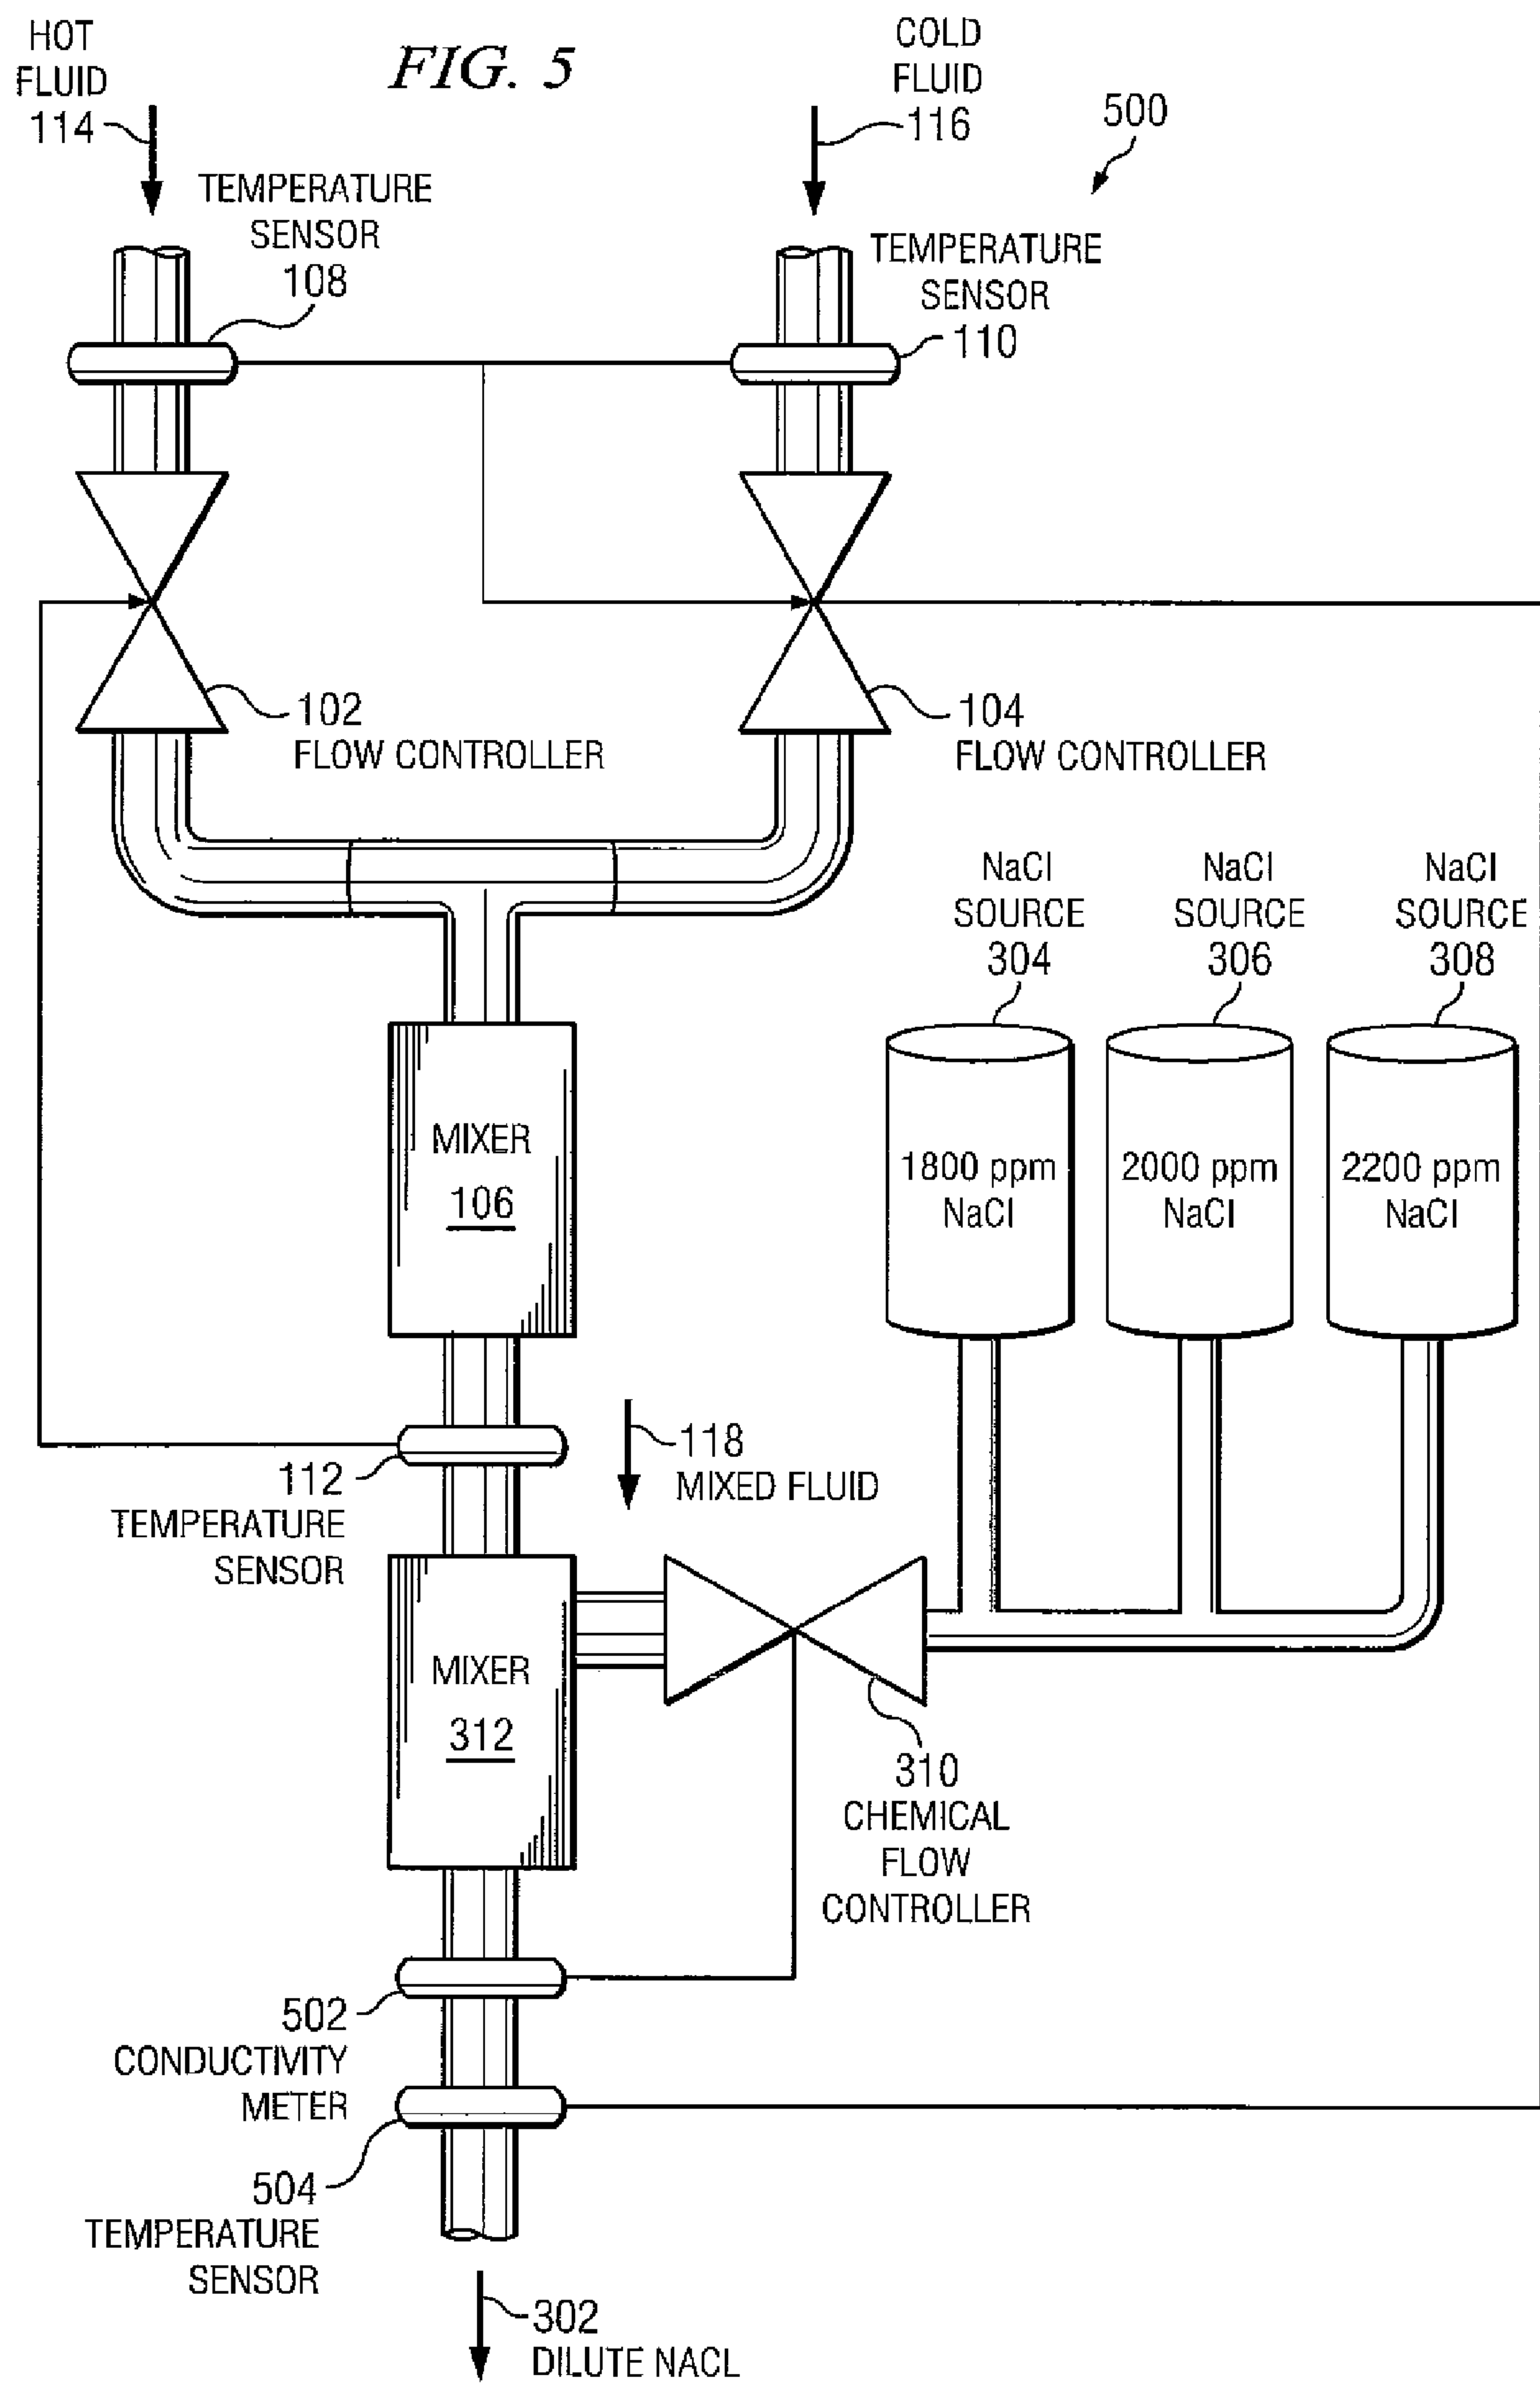 FIG. 5
HOT
FLUID
114
COLD
FLUID
116
500
TEMPERATURE
SENSOR
108
TEMPERATURE
SENSOR
110
102
FLOW CONTROLLER
104
FLOW CONTROLLER
NaCl
SOURCE
304
NaCl
SOURCE
306
NaCl
SOURCE
308
MIXER
106
1800 ppm
NaCl
2000 ppm
NaCl
2200 ppm
NaCl
118
MIXED FLUID
112
TEMPERATURE
SENSOR
MIXER
312
310
CHEMICAL
FLOW
CONTROLLER
502
CONDUCTIVITY
METER
504
TEMPERATURE
SENSOR
302
DILUTE NACL